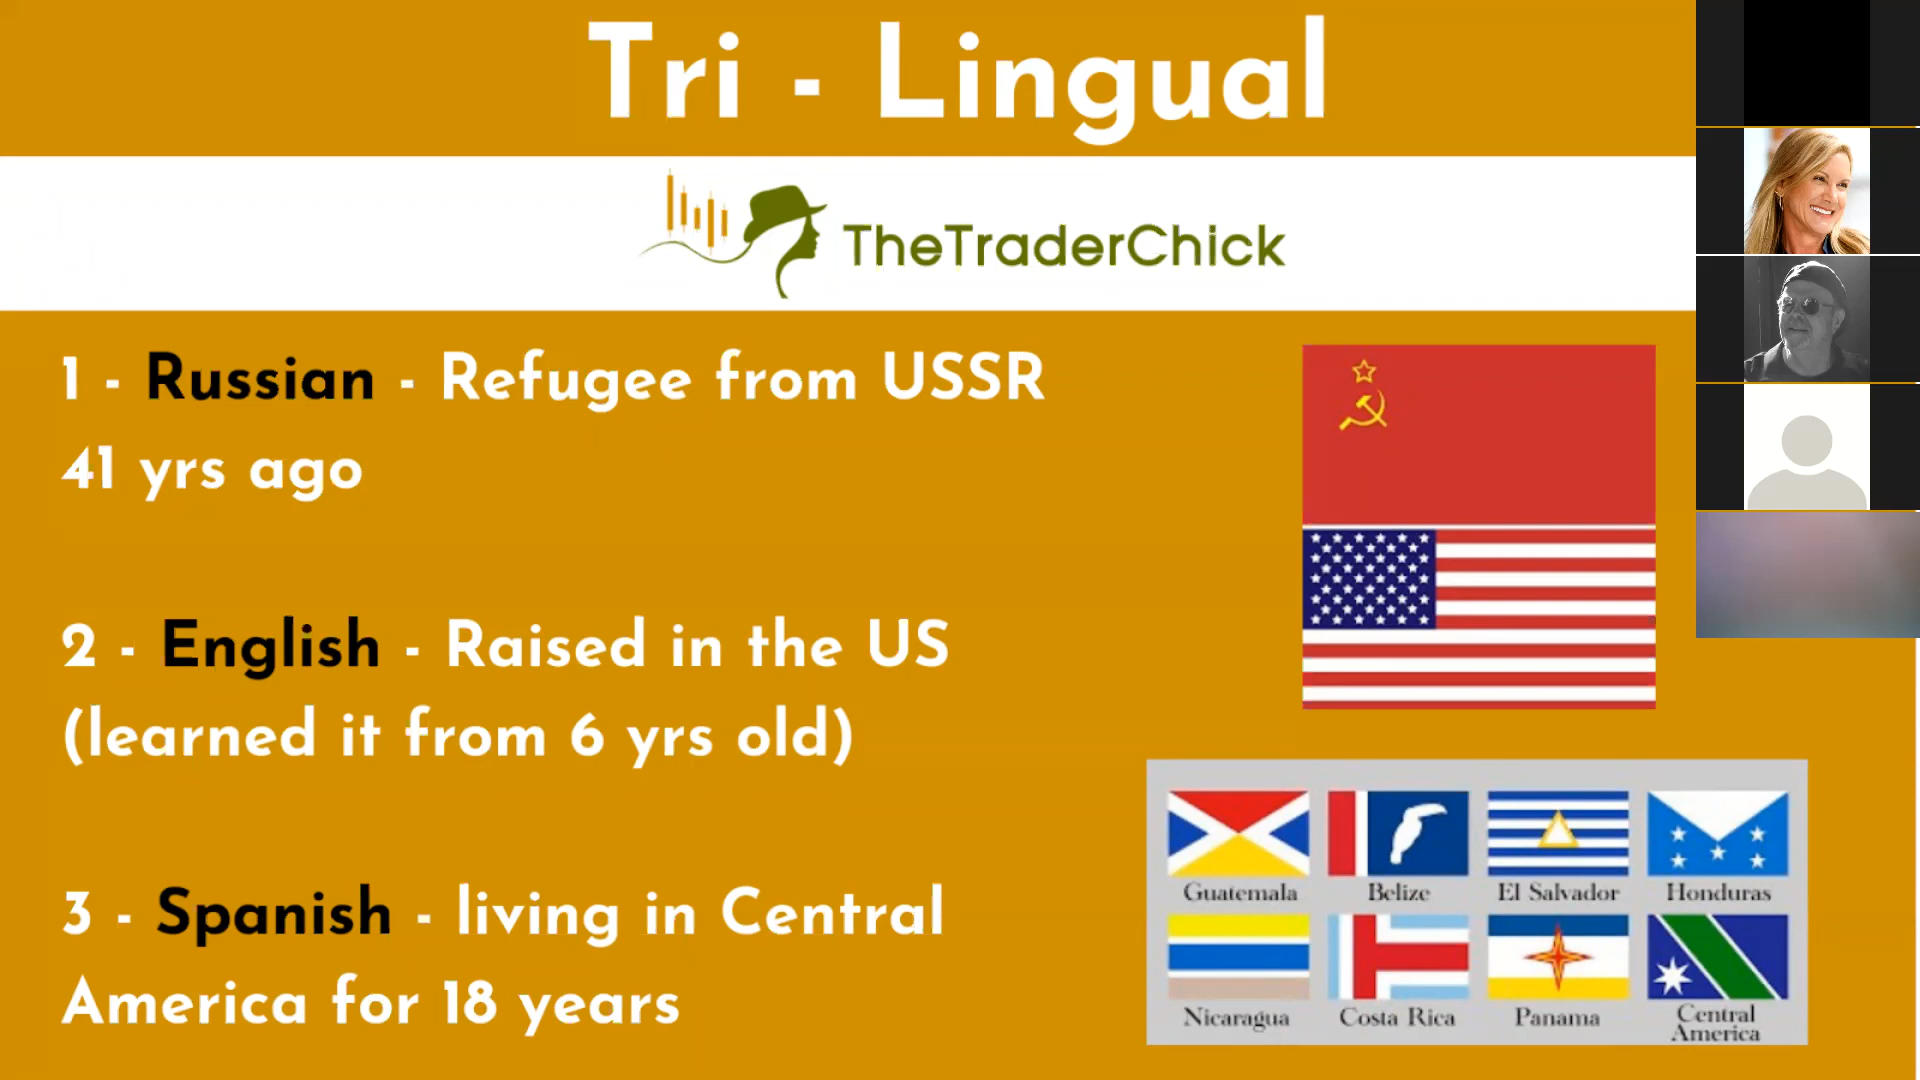 Tri - Lingual
TheTraderChick
1 - Russian - Refugee from USSR
41 yrs ago
2 - English - Raised in the US
(learned it from 6 yrs old)
3 - Spanish - living in Central
America for 18 years
Guatemala
Belize
El Salvador
Honduras
Nicaragua
Costa Rica
Panama
Central
America